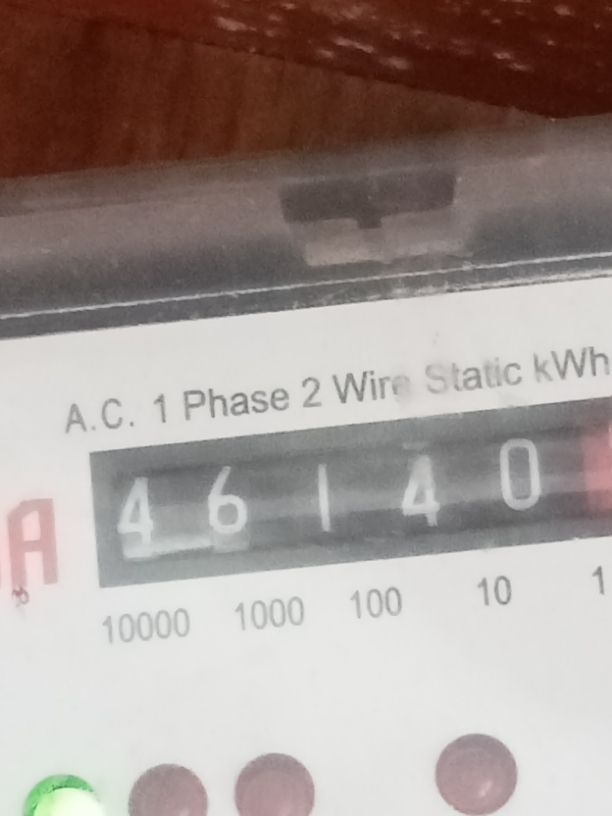 A.C. 1 Phase 2 Wire Static kWh
A
4 6 1 4 0
10000 1000 100 10 1